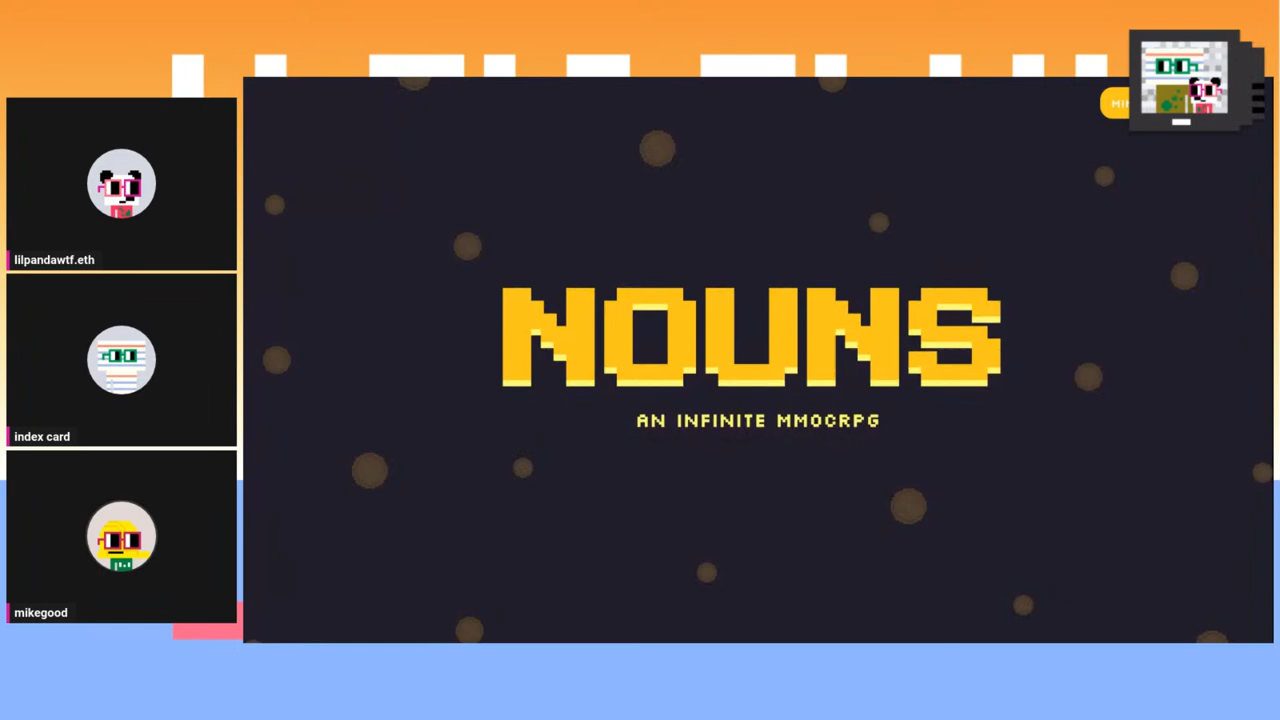 lilpandawtf.eth
index card
mikegood
NOUNS
AN INFINITE MMOCRPG